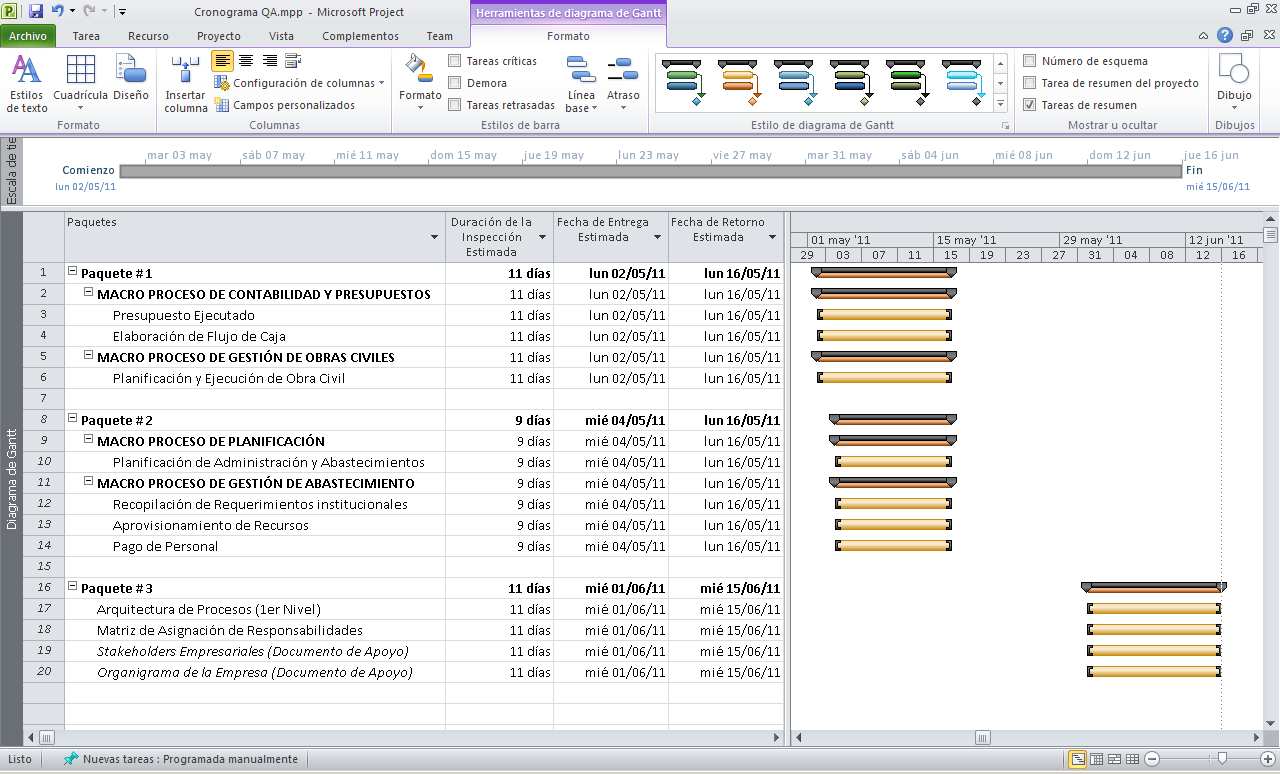 Cronograma QA.mpp - Microsoft Project
Herramientas de diagrama de Gantt
Archivo Tarea Recurso Proyecto Vista Complementos Team Formato
Estilos de texto
Cuadrícula
Diseño
Formato
Insertar columna
Configuración de columnas
Campos personalizados
Columnas
Formato
Tareas críticas
Demora
Tareas retrasadas
Línea base
Atraso
Estilos de barra
Estilo de diagrama de Gantt
Número de esquema
Tarea de resumen del proyecto
Tareas de resumen
Mostrar u ocultar
Dibujo
Dibujos
Escala de tie
mar 03 may sáb 07 may mié 11 may dom 15 may jue 19 may lun 23 may vie 27 may mar 31 may sáb 04 jun mié 08 jun dom 12 jun jue 16 jun
Comienzo Fin
lun 02/05/11 mié 15/06/11
Diagrama de Gantt
Paquetes
Duración de la Inspección Estimada
Fecha de Entrega Estimada
Fecha de Retorno Estimada
01 may '11 15 may '11 29 may '11 12 jun '11
29 03 07 11 15 19 23 27 31 04 08 12 16
1 Paquete #1 11 días lun 02/05/11 lun 16/05/11
2 MACRO PROCESO DE CONTABILIDAD Y PRESUPUESTOS 11 días lun 02/05/11 lun 16/05/11
3 Presupuesto Ejecutado 11 días lun 02/05/11 lun 16/05/11
4 Elaboración de Flujo de Caja 11 días lun 02/05/11 lun 16/05/11
5 MACRO PROCESO DE GESTIÓN DE OBRAS CIVILES 11 días lun 02/05/11 lun 16/05/11
6 Planificación y Ejecución de Obra Civil 11 días lun 02/05/11 lun 16/05/11
7
8 Paquete #2 9 días mié 04/05/11 lun 16/05/11
9 MACRO PROCESO DE PLANIFICACIÓN 9 días mié 04/05/11 lun 16/05/11
10 Planificación de Administración y Abastecimientos 9 días mié 04/05/11 lun 16/05/11
11 MACRO PROCESO DE GESTIÓN DE ABASTECIMIENTO 9 días mié 04/05/11 lun 16/05/11
12 Recopilación de Requerimientos institucionales 9 días mié 04/05/11 lun 16/05/11
13 Aprovisionamiento de Recursos 9 días mié 04/05/11 lun 16/05/11
14 Pago de Personal 9 días mié 04/05/11 lun 16/05/11
15
16 Paquete #3 11 días mié 01/06/11 mié 15/06/11
17 Arquitectura de Procesos (1er Nivel) 11 días mié 01/06/11 mié 15/06/11
18 Matriz de Asignación de Responsabilidades 11 días mié 01/06/11 mié 15/06/11
19 Stakeholders Empresariales (Documento de Apoyo) 11 días mié 01/06/11 mié 15/06/11
20 Organigrama de la Empresa (Documento de Apoyo) 11 días mié 01/06/11 mié 15/06/11
Listo Nuevas tareas : Programada manualmente